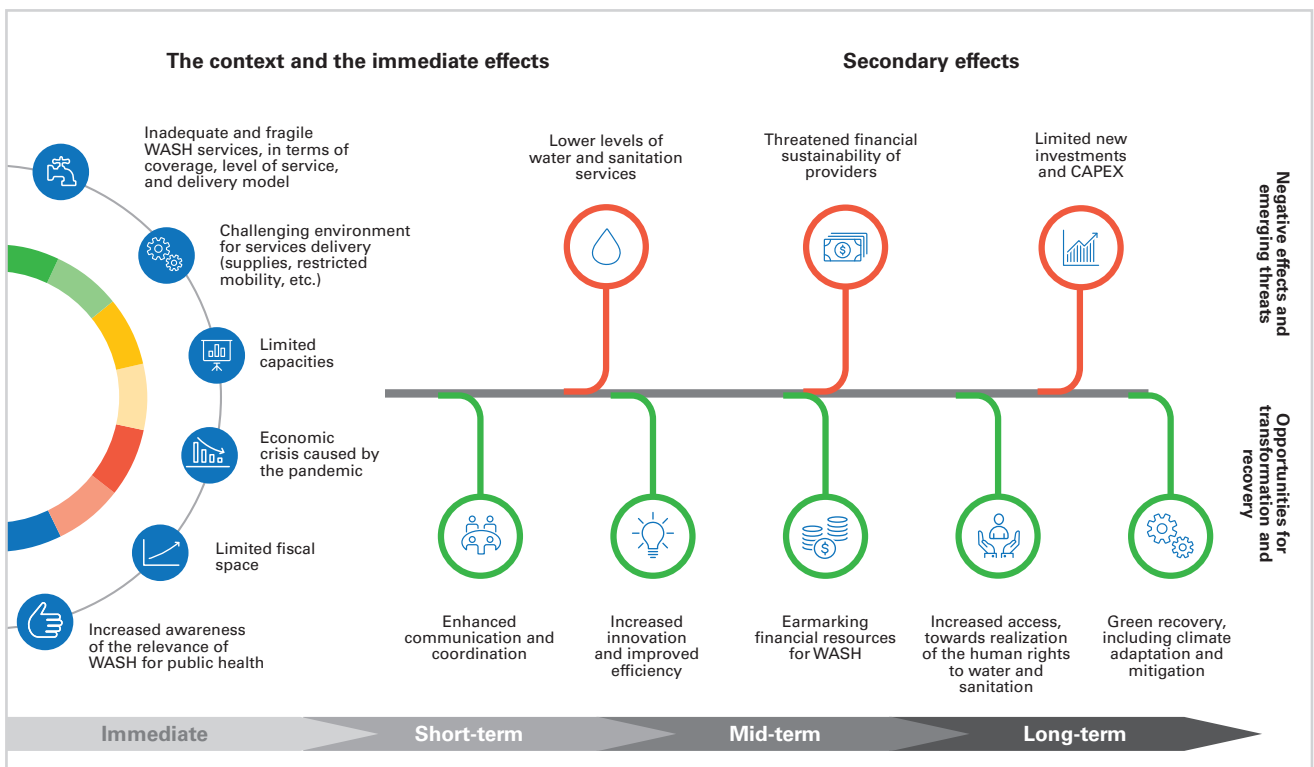 The context and the immediate effects
Secondary effects
Inadequate and fragile
WASH services, in terms of
coverage, level of service,
and delivery model
Challenging environment
for services delivery
(supplies, restricted
mobility, etc.)
Limited
capacities
Economic
crisis caused by
the pandemic
Limited fiscal
space
Increased awareness
of the relevance of
WASH for public health
Lower levels of
water and sanitation
services
Threatened financial
sustainability of
providers
Limited new
investments
and CAPEX
Negative effects and
emerging threats
$
Opportunities for
transformation and
recovery
$
Enhanced
communication and
coordination
Increased
innovation
and improved
efficiency
Earmarking
financial resources
for WASH
Increased access,
towards realization
of the human rights
to water and
sanitation
Green recovery,
including climate
adaptation and
mitigation
Immediate
Short-term
Mid-term
Long-term